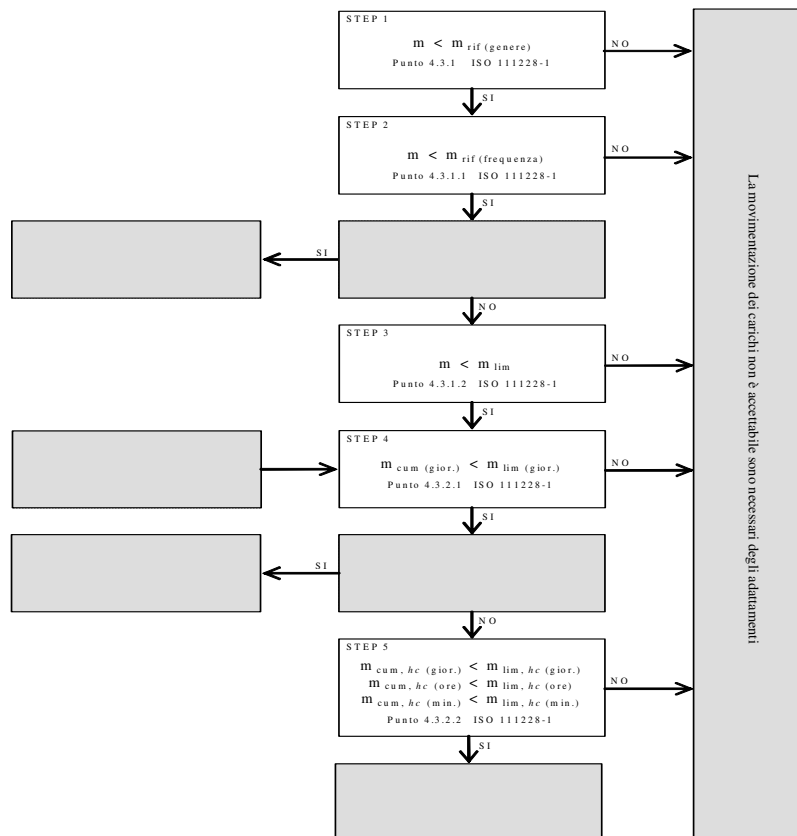 STEP 1
m < m rif (genere)
Punto 4.3.1 ISO 111228-1
NO
SI
STEP 2
m < m rif (frequenza)
Punto 4.3.1.1 ISO 111228-1
NO
SI
SI
NO
STEP 3
m < m lim
Punto 4.3.1.2 ISO 111228-1
NO
SI
STEP 4
m cum (gior.) < m lim (gior.)
Punto 4.3.2.1 ISO 111228-1
NO
SI
SI
NO
STEP 5
m cum, hc (gior.) < m lim, hc (gior.)
m cum, hc (ore) < m lim, hc (ore)
m cum, hc (min.) < m lim, hc (min.)
Punto 4.3.2.2 ISO 111228-1
NO
SI
La movimentazione dei carichi non è accettabile sono necessari degli adattamenti